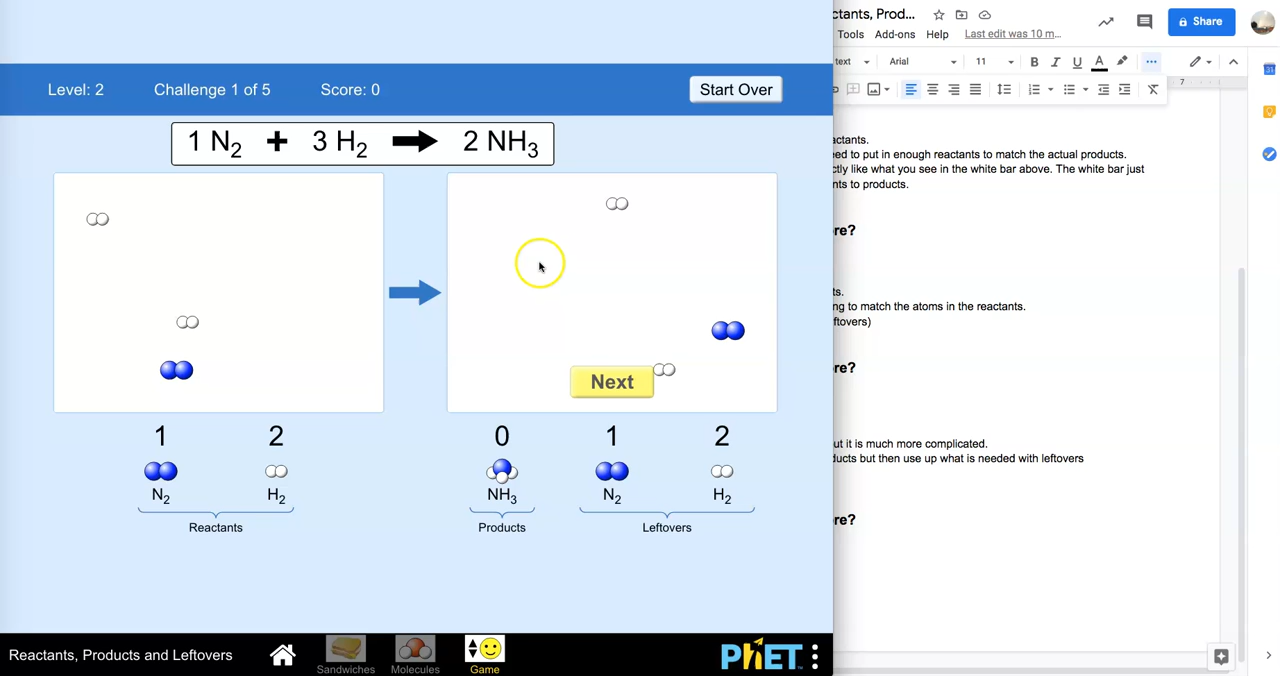 Level: 2 Challenge 1 of 5 Score: 0 Start Over
1 N₂ + 3 H₂ → 2 NH₃
Next
1 2 0 1 2
N₂ H₂ NH₃ N₂ H₂
Reactants Products Leftovers
Reactants, Products and Leftovers
Sandwiches Molecules Game
PhET
ctants, Prod...
Share
Tools Add-ons Help Last edit was 10 m...
text Arial 11 B I U A
7
actants.
ed to put in enough reactants to match the actual products.
ctly like what you see in the white bar above. The white bar just
nts to products.
re?
ts.
ng to match the atoms in the reactants.
ftovers)
re?
ut it is much more complicated.
ducts but then use up what is needed with leftovers
re?
31